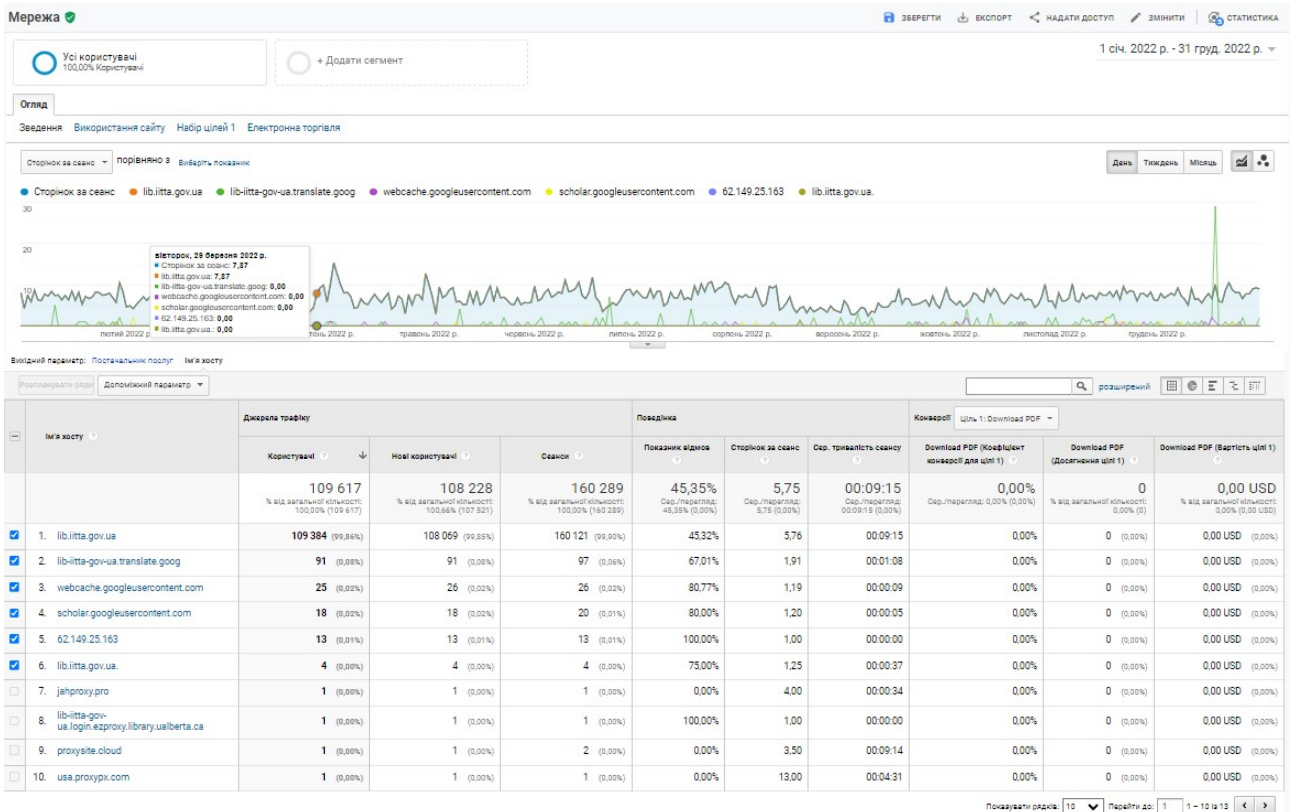 Мережа
ЗБЕРЕГТИ ЕКСПОРТ НАДАТИ ДОСТУП ЗМІНИТИ СТАТИСТИКА
Усі користувачі
100,00% Користувачі
+ Додати сегмент
1 січ. 2022 р. - 31 груд. 2022 р.
Огляд
Зведення Використання сайту Набір цілей 1 Електронна торгівля
Сторінок за сеанс порівняно з Виберіть показник
День Тиждень Місяць
Сторінок за сеанс lib.iitta.gov.ua lib-iitta-gov-ua.translate.goog webcache.googleusercontent.com scholar.googleusercontent.com 62.149.25.163 lib.iitta.gov.ua.
30
20
10
вівторок, 29 березня 2022 р.
Сторінок за сеанс: 7,37
lib.iitta.gov.ua: 7,37
lib-iitta-gov-ua.translate.goog: 0,00
webcache.googleusercontent.com: 0,00
scholar.googleusercontent.com: 0,00
62.149.25.163: 0,00
lib.iitta.gov.ua.: 0,00
лютий 2022 2022 р. травень 2022 р. червень 2022 р. липень 2022 р. серпень 2022 р. вересень 2022 р. жовтень 2022 р. листопад 2022 р. грудень 2022 р.
Вихідний параметр: Постачальник послуг Ім'я хосту
Розпланувати ряди Допоміжний параметр
розширений
Ім'я хосту
Джерела трафіку Поведінка Конверсії Ціль 1: Download PDF
Користувачі Нові користувачі Сеанси Показник відмов Сторінок за сеанс Сер. тривалість сеансу Download PDF (Коефіцієнт конверсії для цілі 1) Download PDF (Досягнення цілі 1) Download PDF (Вартість цілі 1)
109 617 108 228 160 289 45,35% 5,75 00:09:15 0,00% 0 0,00 USD
% від загальної кількості: % від загальної кількості: % від загальної кількості: Сер./перегляд: Сер./перегляд: Сер./перегляд: Сер./перегляд: 0,00% (0,00%) % від загальної кількості: % від загальної кількості:
100,00% (109 617) 100,66% (107 521) 100,00% (160 289) 45,35% (0,00%) 5,75 (0,00%) 00:09:15 (0,00%) 0,00% (0) 0,00% (0,00 USD)
1. lib.iitta.gov.ua 109 384 (99,86%) 108 069 (99,85%) 160 121 (99,90%) 45,32% 5,76 00:09:15 0,00% 0 (0,00%) 0,00 USD (0,00%)
2. lib-iitta-gov-ua.translate.goog 91 (0,08%) 91 (0,08%) 97 (0,06%) 67,01% 1,91 00:01:08 0,00% 0 (0,00%) 0,00 USD (0,00%)
3. webcache.googleusercontent.com 25 (0,02%) 26 (0,02%) 26 (0,02%) 80,77% 1,19 00:00:09 0,00% 0 (0,00%) 0,00 USD (0,00%)
4. scholar.googleusercontent.com 18 (0,02%) 18 (0,02%) 20 (0,01%) 80,00% 1,20 00:00:05 0,00% 0 (0,00%) 0,00 USD (0,00%)
5. 62.149.25.163 13 (0,01%) 13 (0,01%) 13 (0,01%) 100,00% 1,00 00:00:00 0,00% 0 (0,00%) 0,00 USD (0,00%)
6. lib.iitta.gov.ua. 4 (0,00%) 4 (0,00%) 4 (0,00%) 75,00% 1,25 00:00:37 0,00% 0 (0,00%) 0,00 USD (0,00%)
7. jahproxy.pro 1 (0,00%) 1 (0,00%) 1 (0,00%) 0,00% 4,00 00:00:34 0,00% 0 (0,00%) 0,00 USD (0,00%)
8. lib-iitta-gov-
ua.login.ezproxy.library.ualberta.ca 1 (0,00%) 1 (0,00%) 1 (0,00%) 100,00% 1,00 00:00:00 0,00% 0 (0,00%) 0,00 USD (0,00%)
9. proxysite.cloud 1 (0,00%) 1 (0,00%) 2 (0,00%) 0,00% 3,50 00:09:14 0,00% 0 (0,00%) 0,00 USD (0,00%)
10. usa.proxypx.com 1 (0,00%) 1 (0,00%) 1 (0,00%) 0,00% 13,00 00:04:31 0,00% 0 (0,00%) 0,00 USD (0,00%)
Показувати рядків: 10 Перейти до: 1 1 – 10 із 13